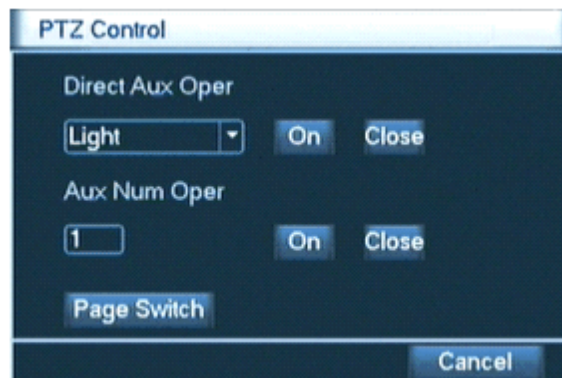 PTZ Control
Direct Aux Oper
Light On Close
Aux Num Oper
1 On Close
Page Switch
Cancel